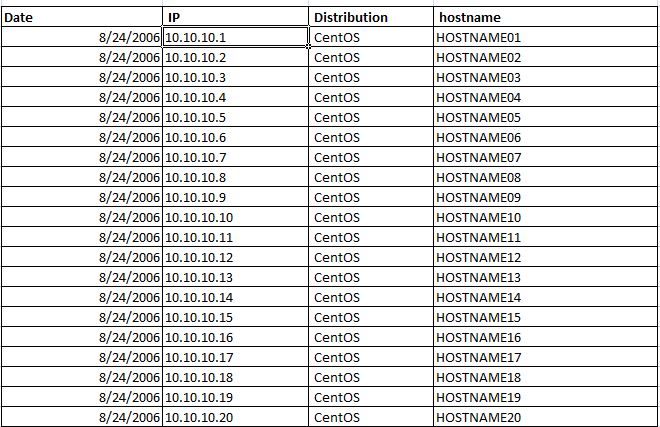 Date IP Distribution hostname
8/24/2006 10.10.10.1 CentOS HOSTNAME01
8/24/2006 10.10.10.2 CentOS HOSTNAME02
8/24/2006 10.10.10.3 CentOS HOSTNAME03
8/24/2006 10.10.10.4 CentOS HOSTNAME04
8/24/2006 10.10.10.5 CentOS HOSTNAME05
8/24/2006 10.10.10.6 CentOS HOSTNAME06
8/24/2006 10.10.10.7 CentOS HOSTNAME07
8/24/2006 10.10.10.8 CentOS HOSTNAME08
8/24/2006 10.10.10.9 CentOS HOSTNAME09
8/24/2006 10.10.10.10 CentOS HOSTNAME10
8/24/2006 10.10.10.11 CentOS HOSTNAME11
8/24/2006 10.10.10.12 CentOS HOSTNAME12
8/24/2006 10.10.10.13 CentOS HOSTNAME13
8/24/2006 10.10.10.14 CentOS HOSTNAME14
8/24/2006 10.10.10.15 CentOS HOSTNAME15
8/24/2006 10.10.10.16 CentOS HOSTNAME16
8/24/2006 10.10.10.17 CentOS HOSTNAME17
8/24/2006 10.10.10.18 CentOS HOSTNAME18
8/24/2006 10.10.10.19 CentOS HOSTNAME19
8/24/2006 10.10.10.20 CentOS HOSTNAME20